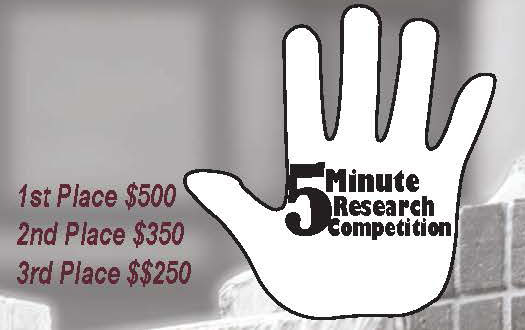 1st Place $500
2nd Place $350
3rd Place $$250
5 Minute
Research
Competition